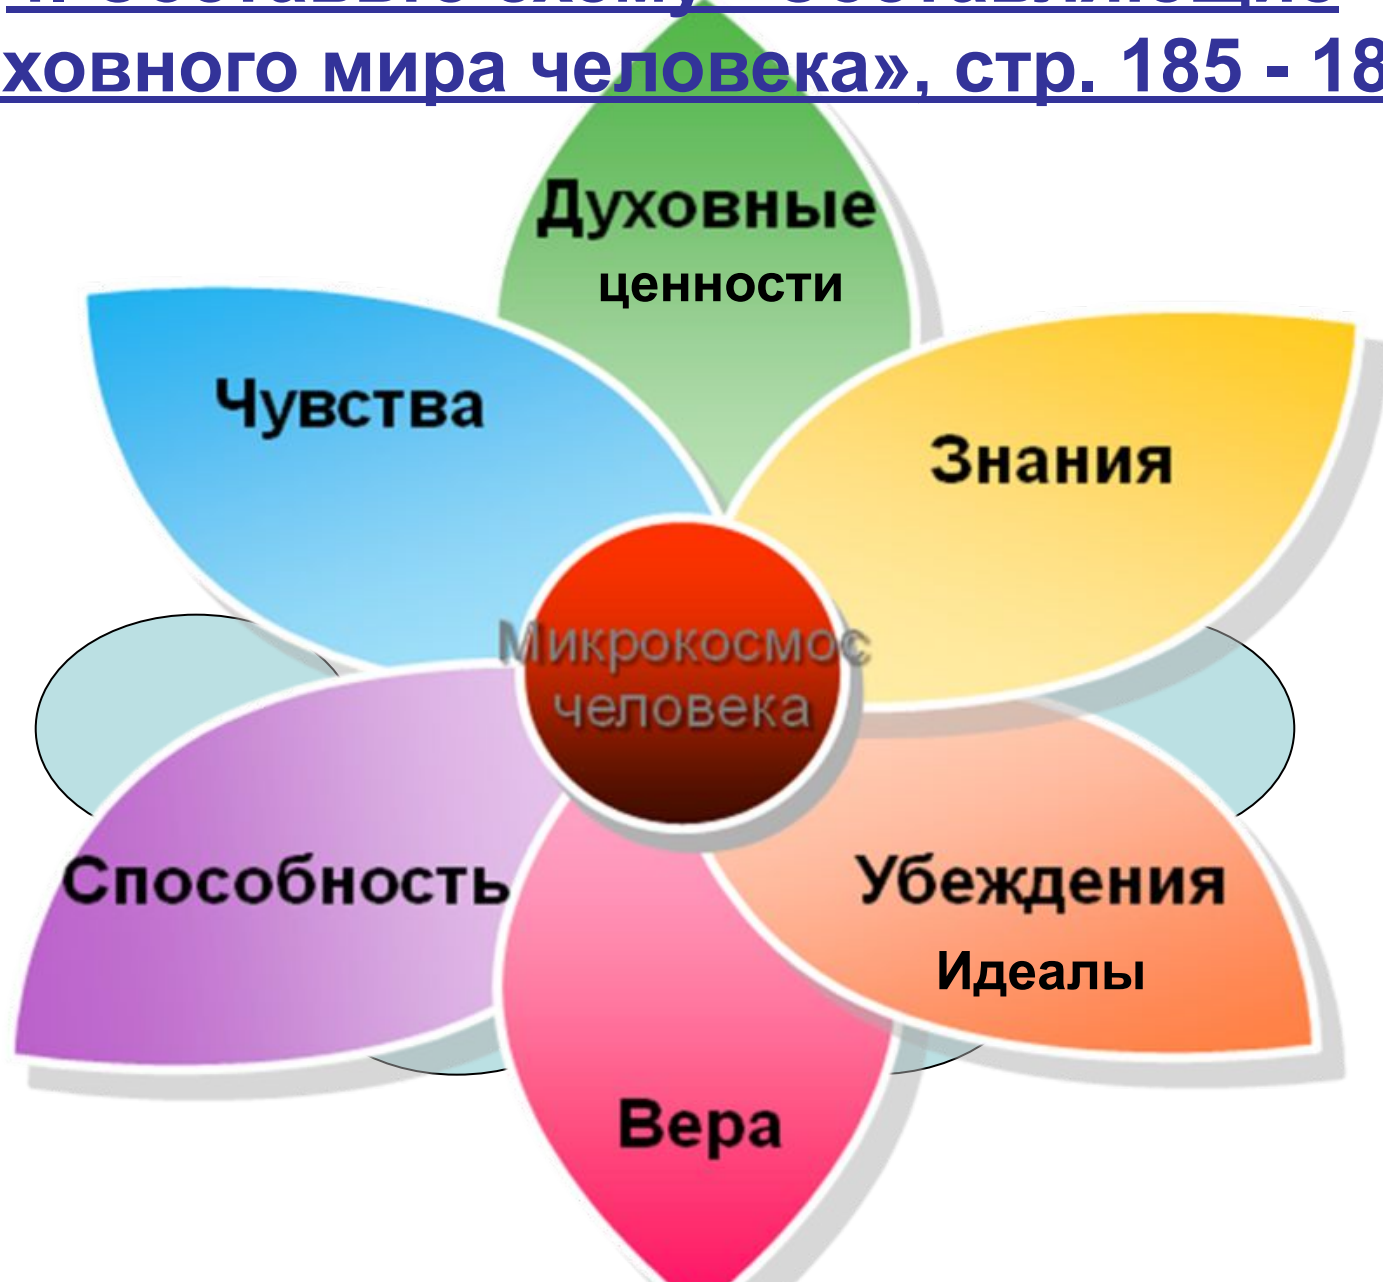 ховного мира человека», стр. 185 - 18
Духовные
ценности
Чувства
Знания
Микрокосмос
человека
Способность
Убеждения
Идеалы
Вера